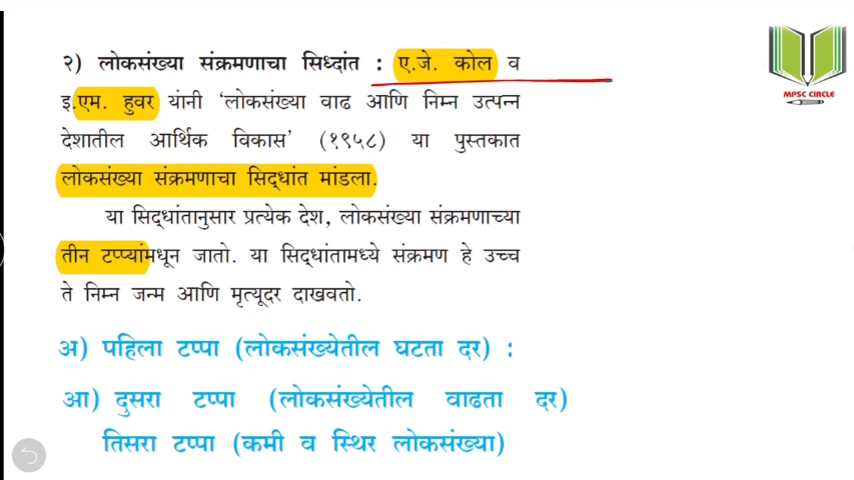 २) लोकसंख्या संक्रमणाचा सिध्दांत : ए.जे. कोल व
इ.एम. हुवर यांनी ‘लोकसंख्या वाढ आणि निम्न उत्पन्न
देशातील आर्थिक विकास’ (१९५८) या पुस्तकात
लोकसंख्या संक्रमणाचा सिद्धांत मांडला.
या सिद्धांतानुसार प्रत्येक देश, लोकसंख्या संक्रमणाच्या
तीन टप्प्यांमधून जातो. या सिद्धांतामध्ये संक्रमण हे उच्च
ते निम्न जन्म आणि मृत्यूदर दाखवतो.
अ) पहिला टप्पा (लोकसंख्येतील घटता दर) :
आ) दुसरा टप्पा (लोकसंख्येतील वाढता दर)
तिसरा टप्पा (कमी व स्थिर लोकसंख्या)
MPSC CIRCLE